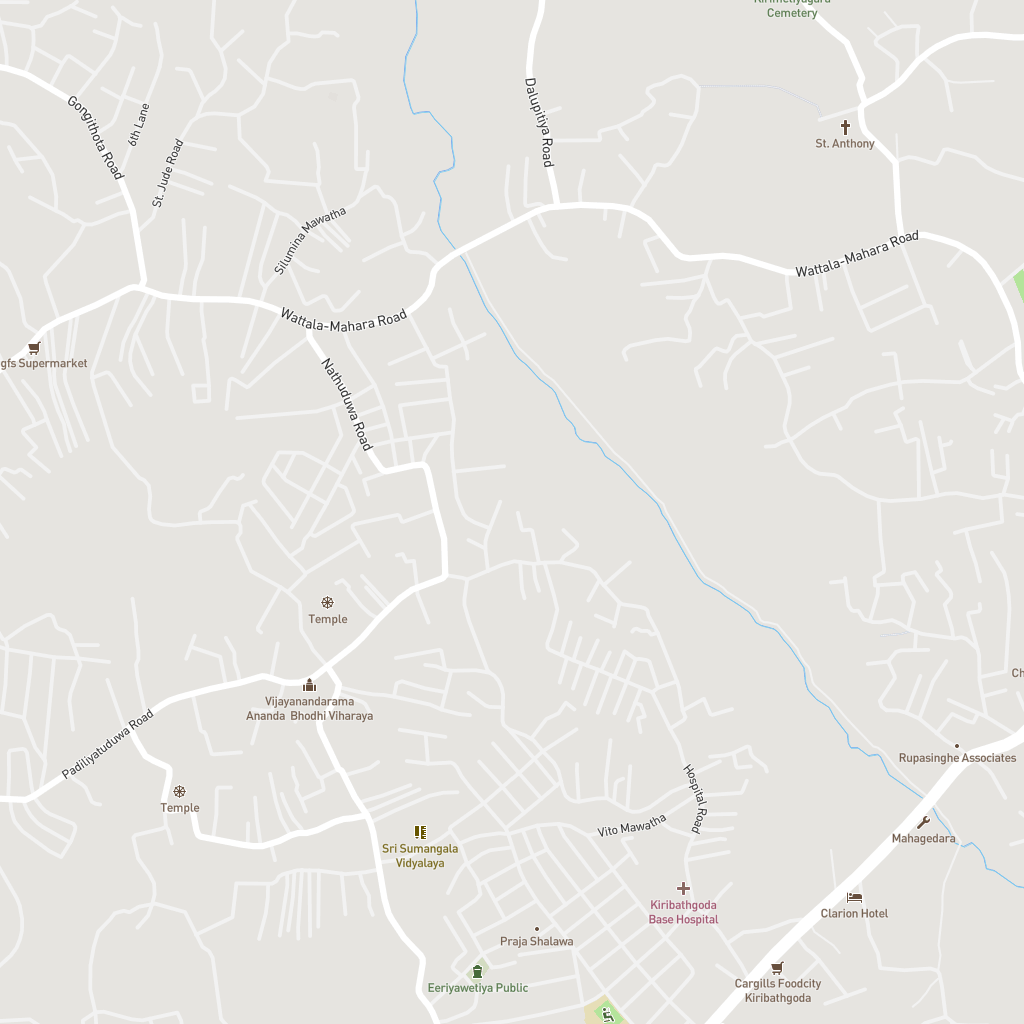 Cemetery
Dalupitiya Road
Gongithota Road
6th Lane
St. Jude Road
St. Anthony
Silumina Mawatha
Wattala-Mahara Road
Wattala-Mahara Road
gfs Supermarket
Nathuduwa Road
Temple
Vijayanandarama
Ananda Bhodhi Viharaya
Padiliyatuduwa Road
Temple
Ch
Rupasinghe Associates
Hospital Road
Vito Mawatha
Mahagedara
Sri Sumangala
Vidyalaya
Kiribathgoda
Base Hospital
Clarion Hotel
Praja Shalawa
Eeriyawetiya Public
Cargills Foodcity
Kiribathgoda